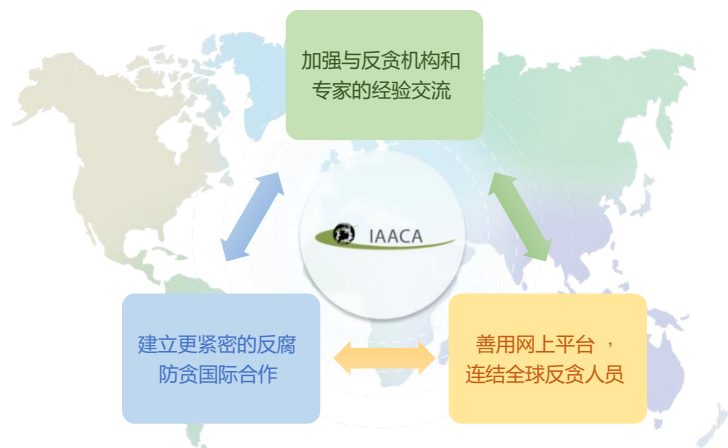 加强与反贪机构和
专家的经验交流
IAACA
建立更紧密的反腐
防贪国际合作
善用网上平台，
连结全球反贪人员